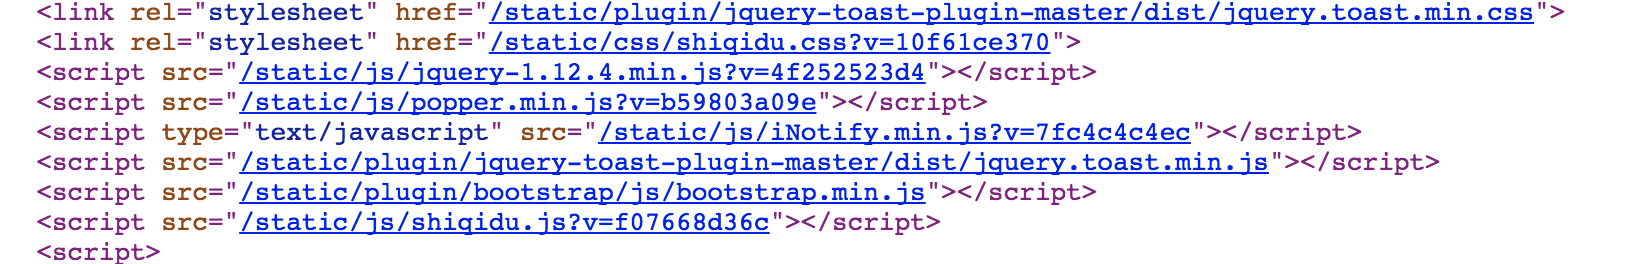 <link rel="stylesheet" href="/static/plugin/jquery-toast-plugin-master/dist/jquery.toast.min.css">
<link rel="stylesheet" href="/static/css/shiqidu.css?v=10f61ce370">
<script src="/static/js/jquery-1.12.4.min.js?v=4f252523d4"></script>
<script src="/static/js/popper.min.js?v=b59803a09e"></script>
<script type="text/javascript" src="/static/js/iNotify.min.js?v=7fc4c4c4ec"></script>
<script src="/static/plugin/jquery-toast-plugin-master/dist/jquery.toast.min.js"></script>
<script src="/static/plugin/bootstrap/js/bootstrap.min.js"></script>
<script src="/static/js/shiqidu.js?v=f07668d36c"></script>
<script>